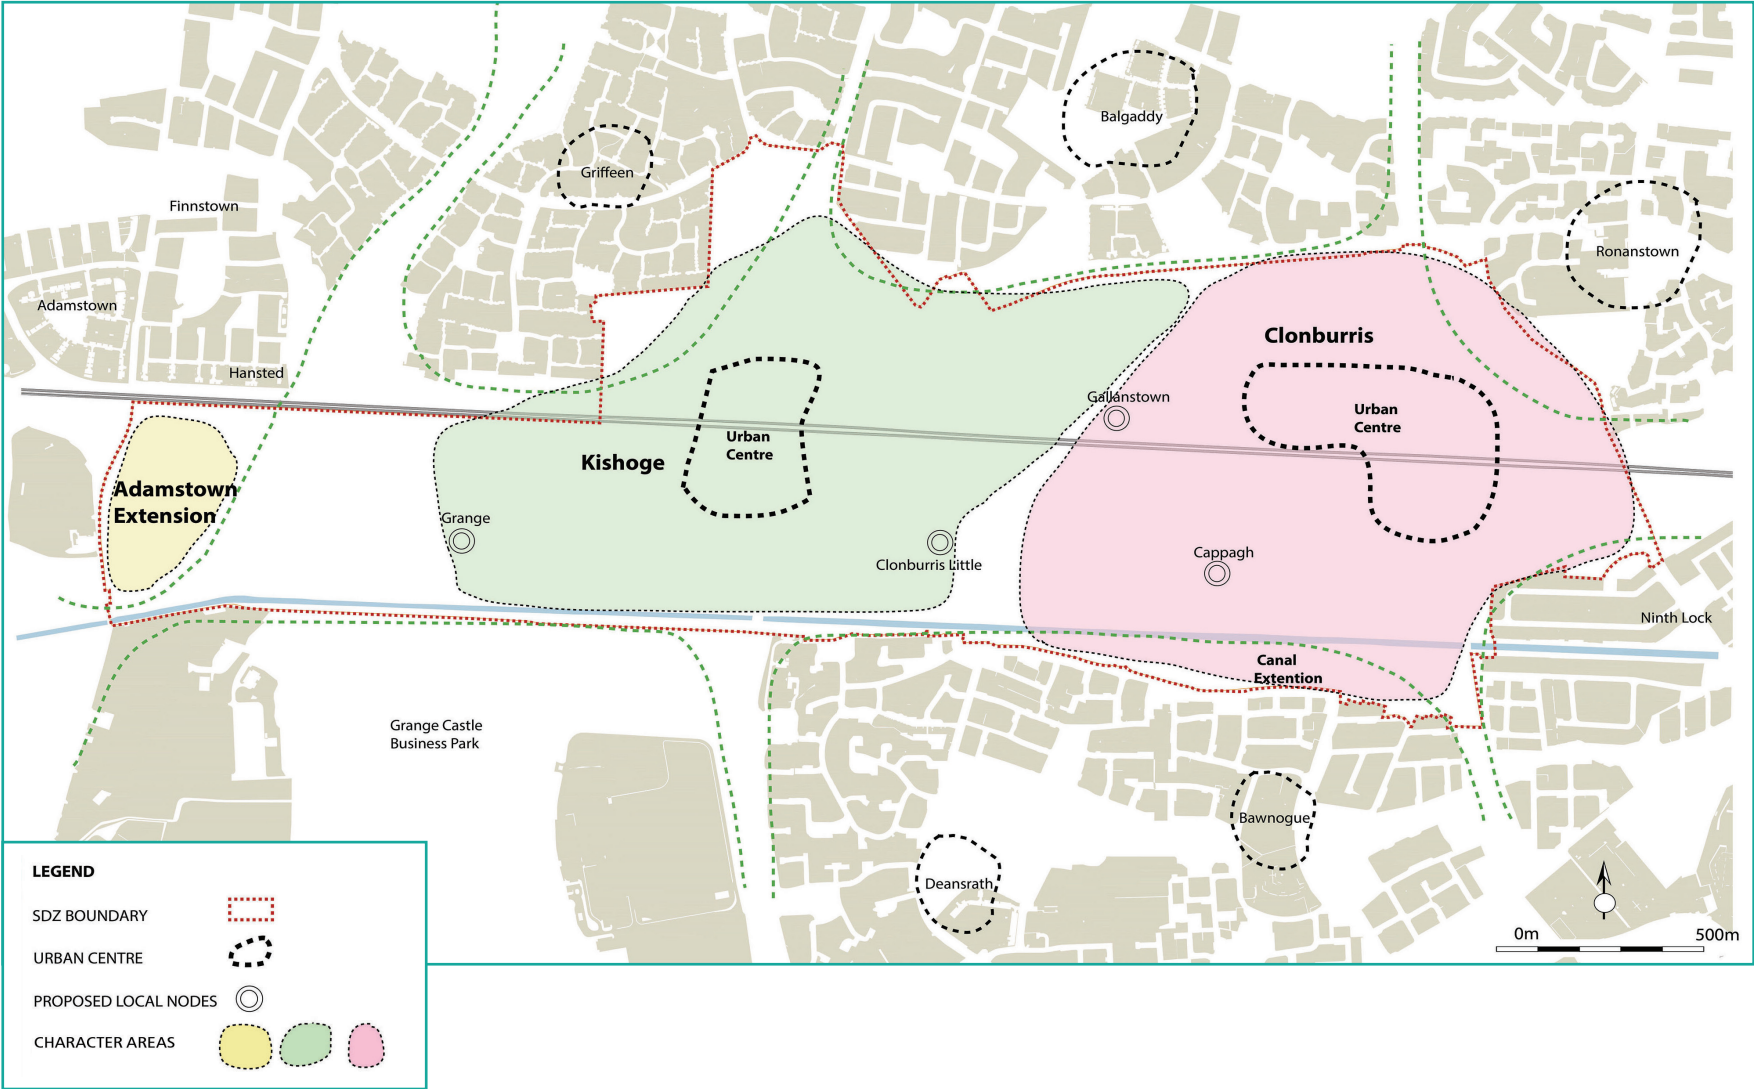 Balgaddy
Griffeen
Finnstown
Ronanstown
Adamstown
Clonburris
Hansted
Gallanstown
Urban
Centre
Urban
Centre
Kishoge
Adamstown
Extension
Grange
Clonburris Little
Cappagh
Ninth Lock
Canal
Extention
Grange Castle
Business Park
Bawnogue
Deansrath
0m 500m
LEGEND
SDZ BOUNDARY
URBAN CENTRE
PROPOSED LOCAL NODES
CHARACTER AREAS